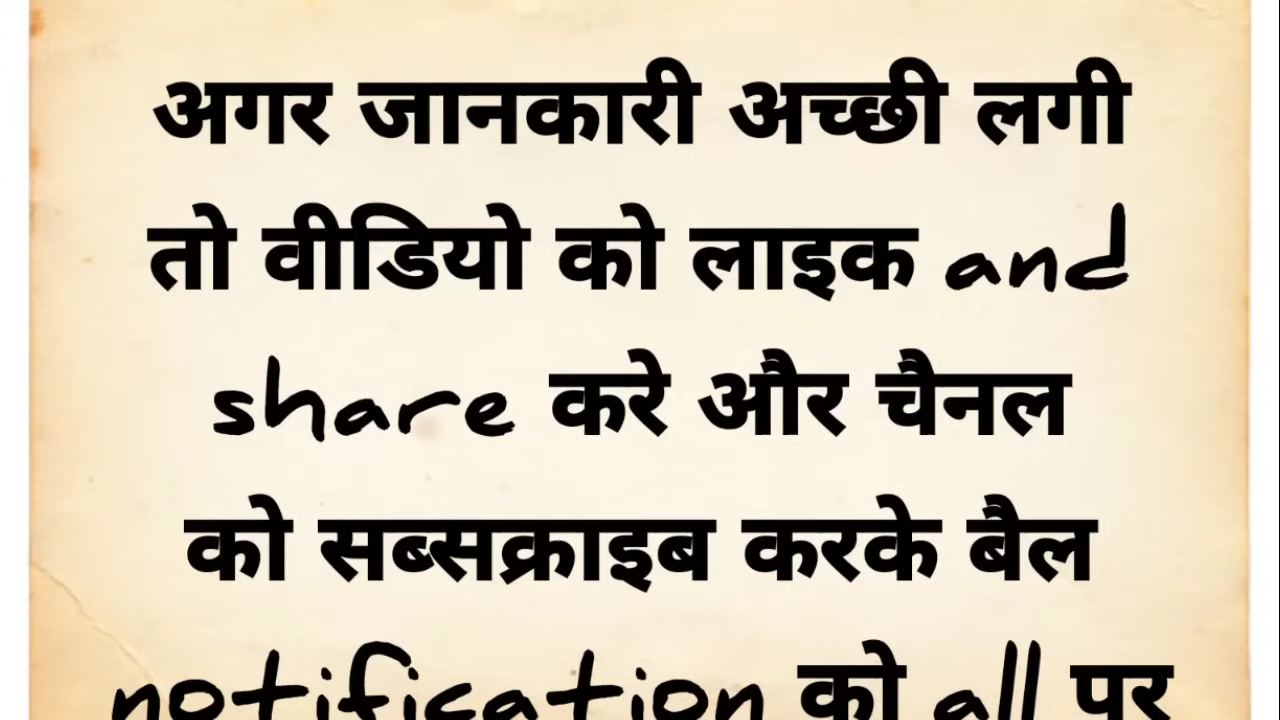 अगर जानकारी अच्छी लगी
तो वीडियो को लाइक and
share करे और चैनल
को सब्सक्राइब करके बैल
notification को all पर